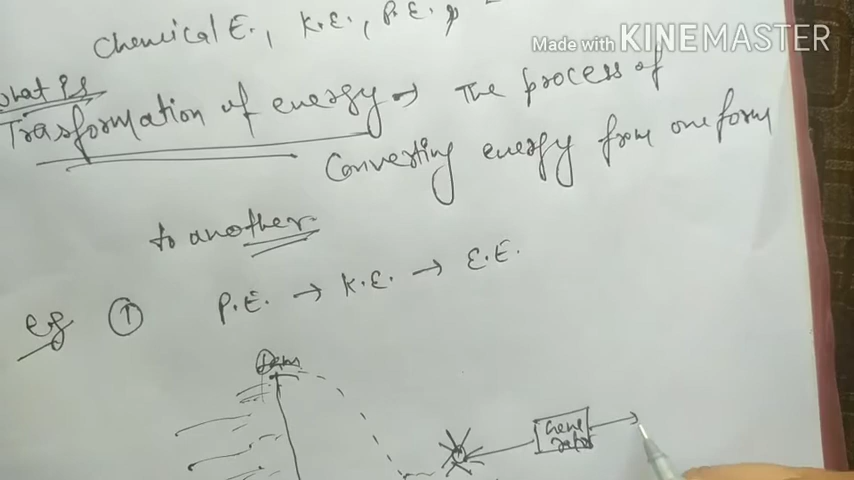 Chemical E., K.E., P.E.,
Made with KINEMASTER
What is
Trasformation of energy → The process of
Converting energy from one form
to another.
eg ① P.E. → K.E. → E.E.
Dam
Gene
rator